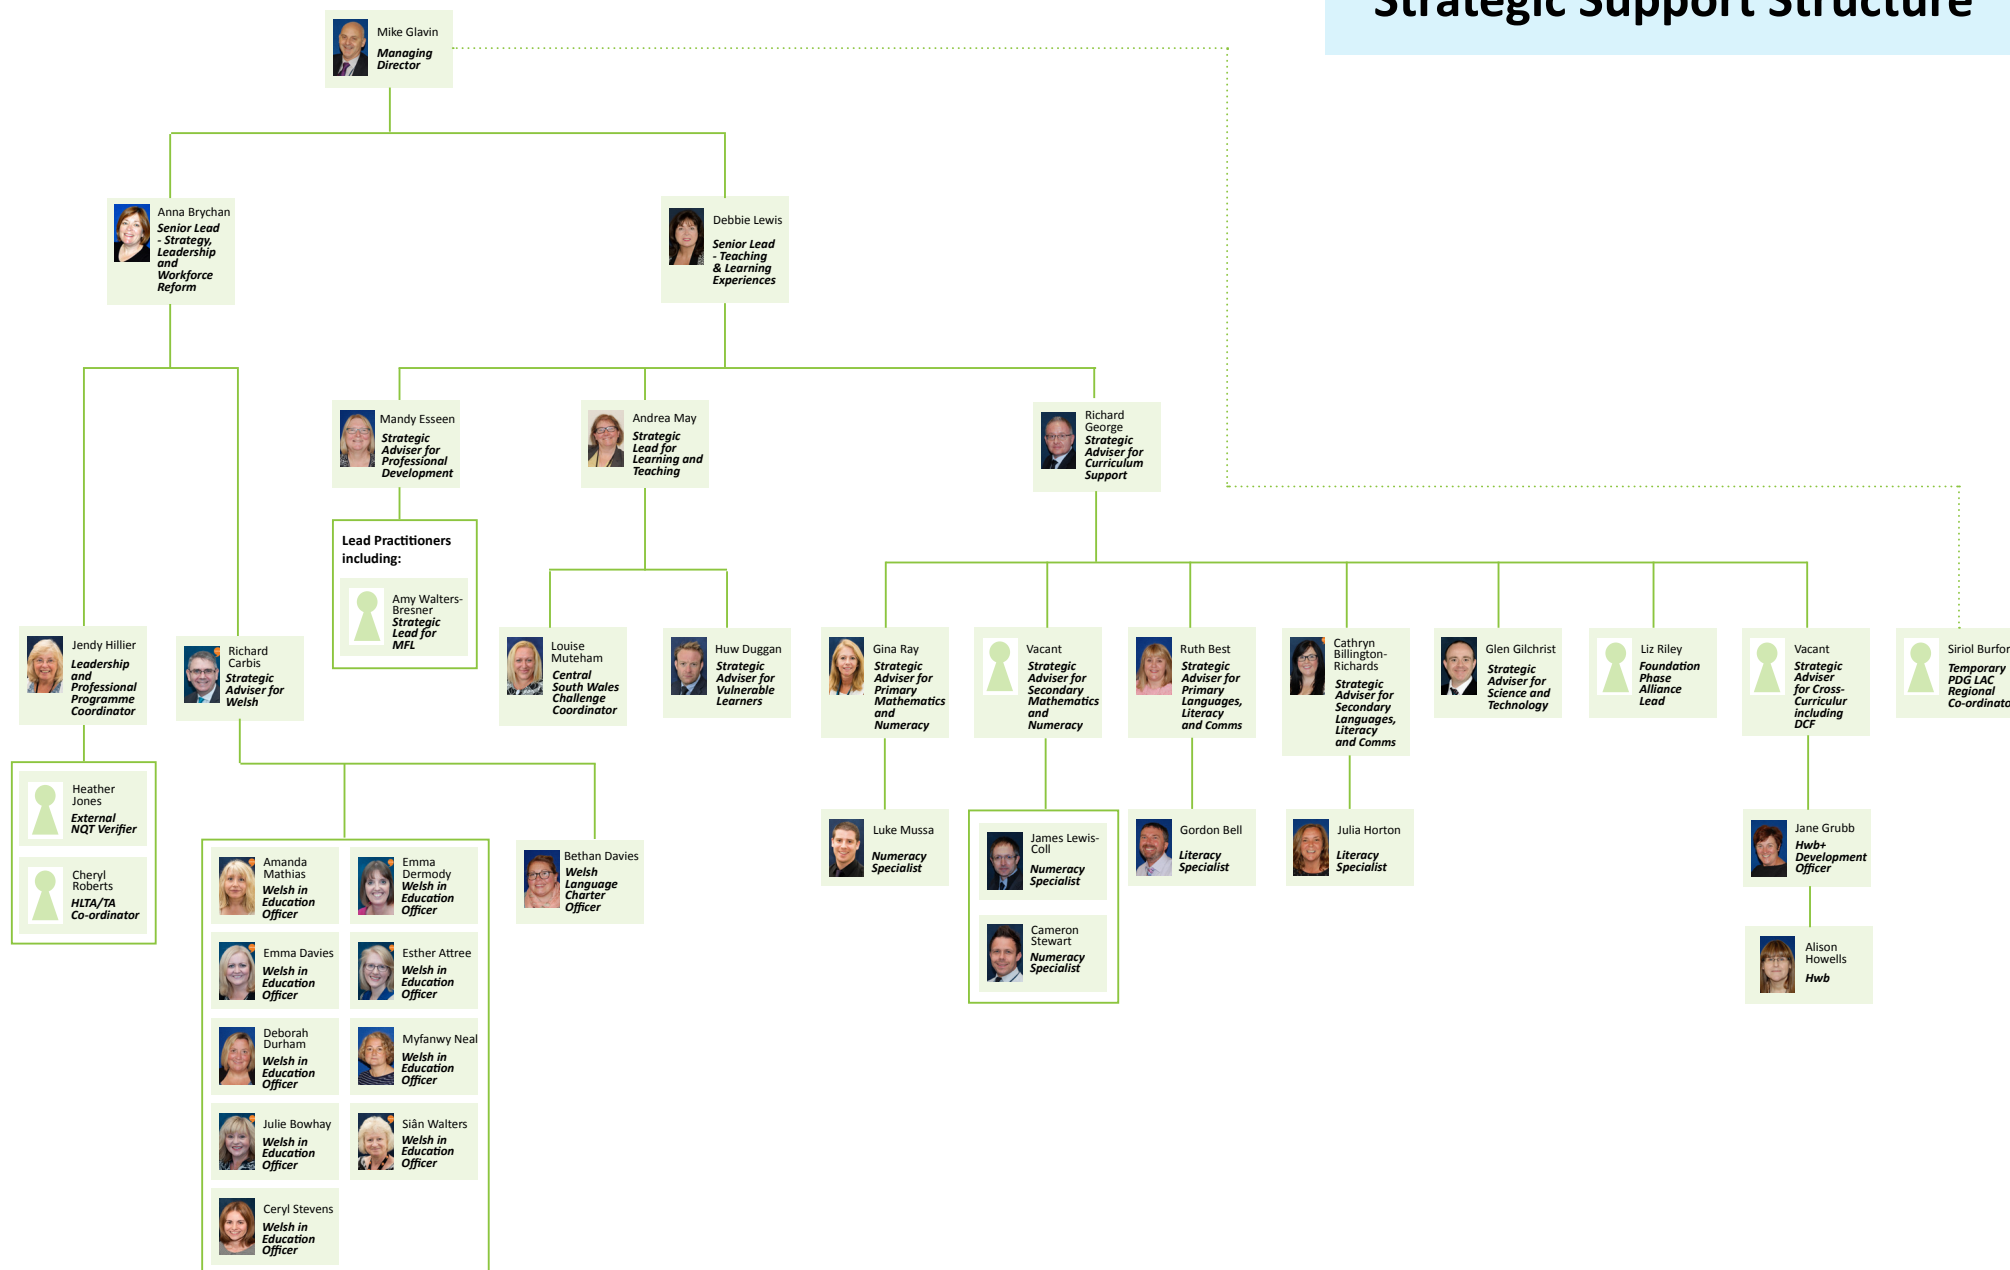 Strategic Support Structure
Mike Glavin
Managing
Director
Anna Brychan
Senior Lead
- Strategy,
Leadership
and
Workforce
Reform
Debbie Lewis
Senior Lead
- Teaching
& Learning
Experiences
Mandy Esseen
Strategic
Adviser for
Professional
Development
Andrea May
Strategic
Lead for
Learning and
Teaching
Richard
George
Strategic
Adviser for
Curriculum
Support
Lead Practitioners
including:
Amy Walters-
Bresner
Strategic
Lead for
MFL
Jendy Hillier
Leadership
and
Professional
Programme
Coordinator
Richard
Carbis
Strategic
Adviser for
Welsh
Louise
Muteham
Central
South Wales
Challenge
Coordinator
Huw Duggan
Strategic
Adviser for
Vulnerable
Learners
Gina Ray
Strategic
Adviser for
Primary
Mathematics
and
Numeracy
Vacant
Strategic
Adviser for
Secondary
Mathematics
and
Numeracy
Ruth Best
Strategic
Adviser for
Primary
Languages,
Literacy
and Comms
Cathryn
Billington-
Richards
Strategic
Adviser for
Secondary
Languages,
Literacy
and Comms
Glen Gilchrist
Strategic
Adviser for
Science and
Technology
Liz Riley
Foundation
Phase
Alliance
Lead
Vacant
Strategic
Adviser
for Cross-
Curriculur
including
DCF
Siriol Burfor
Temporary
PDG LAC
Regional
Co-ordinato
Heather
Jones
External
NQT Verifier
Cheryl
Roberts
HLTA/TA
Co-ordinator
Amanda
Mathias
Welsh in
Education
Officer
Emma
Dermody
Welsh in
Education
Officer
Emma Davies
Welsh in
Education
Officer
Esther Attree
Welsh in
Education
Officer
Deborah
Durham
Welsh in
Education
Officer
Myfanwy Neal
Welsh in
Education
Officer
Julie Bowhay
Welsh in
Education
Officer
Siân Walters
Welsh in
Education
Officer
Ceryl Stevens
Welsh in
Education
Officer
Bethan Davies
Welsh
Language
Charter
Officer
Luke Mussa
Numeracy
Specialist
James Lewis-
Coll
Numeracy
Specialist
Cameron
Stewart
Numeracy
Specialist
Gordon Bell
Literacy
Specialist
Julia Horton
Literacy
Specialist
Jane Grubb
Hwb+
Development
Officer
Alison
Howells
Hwb